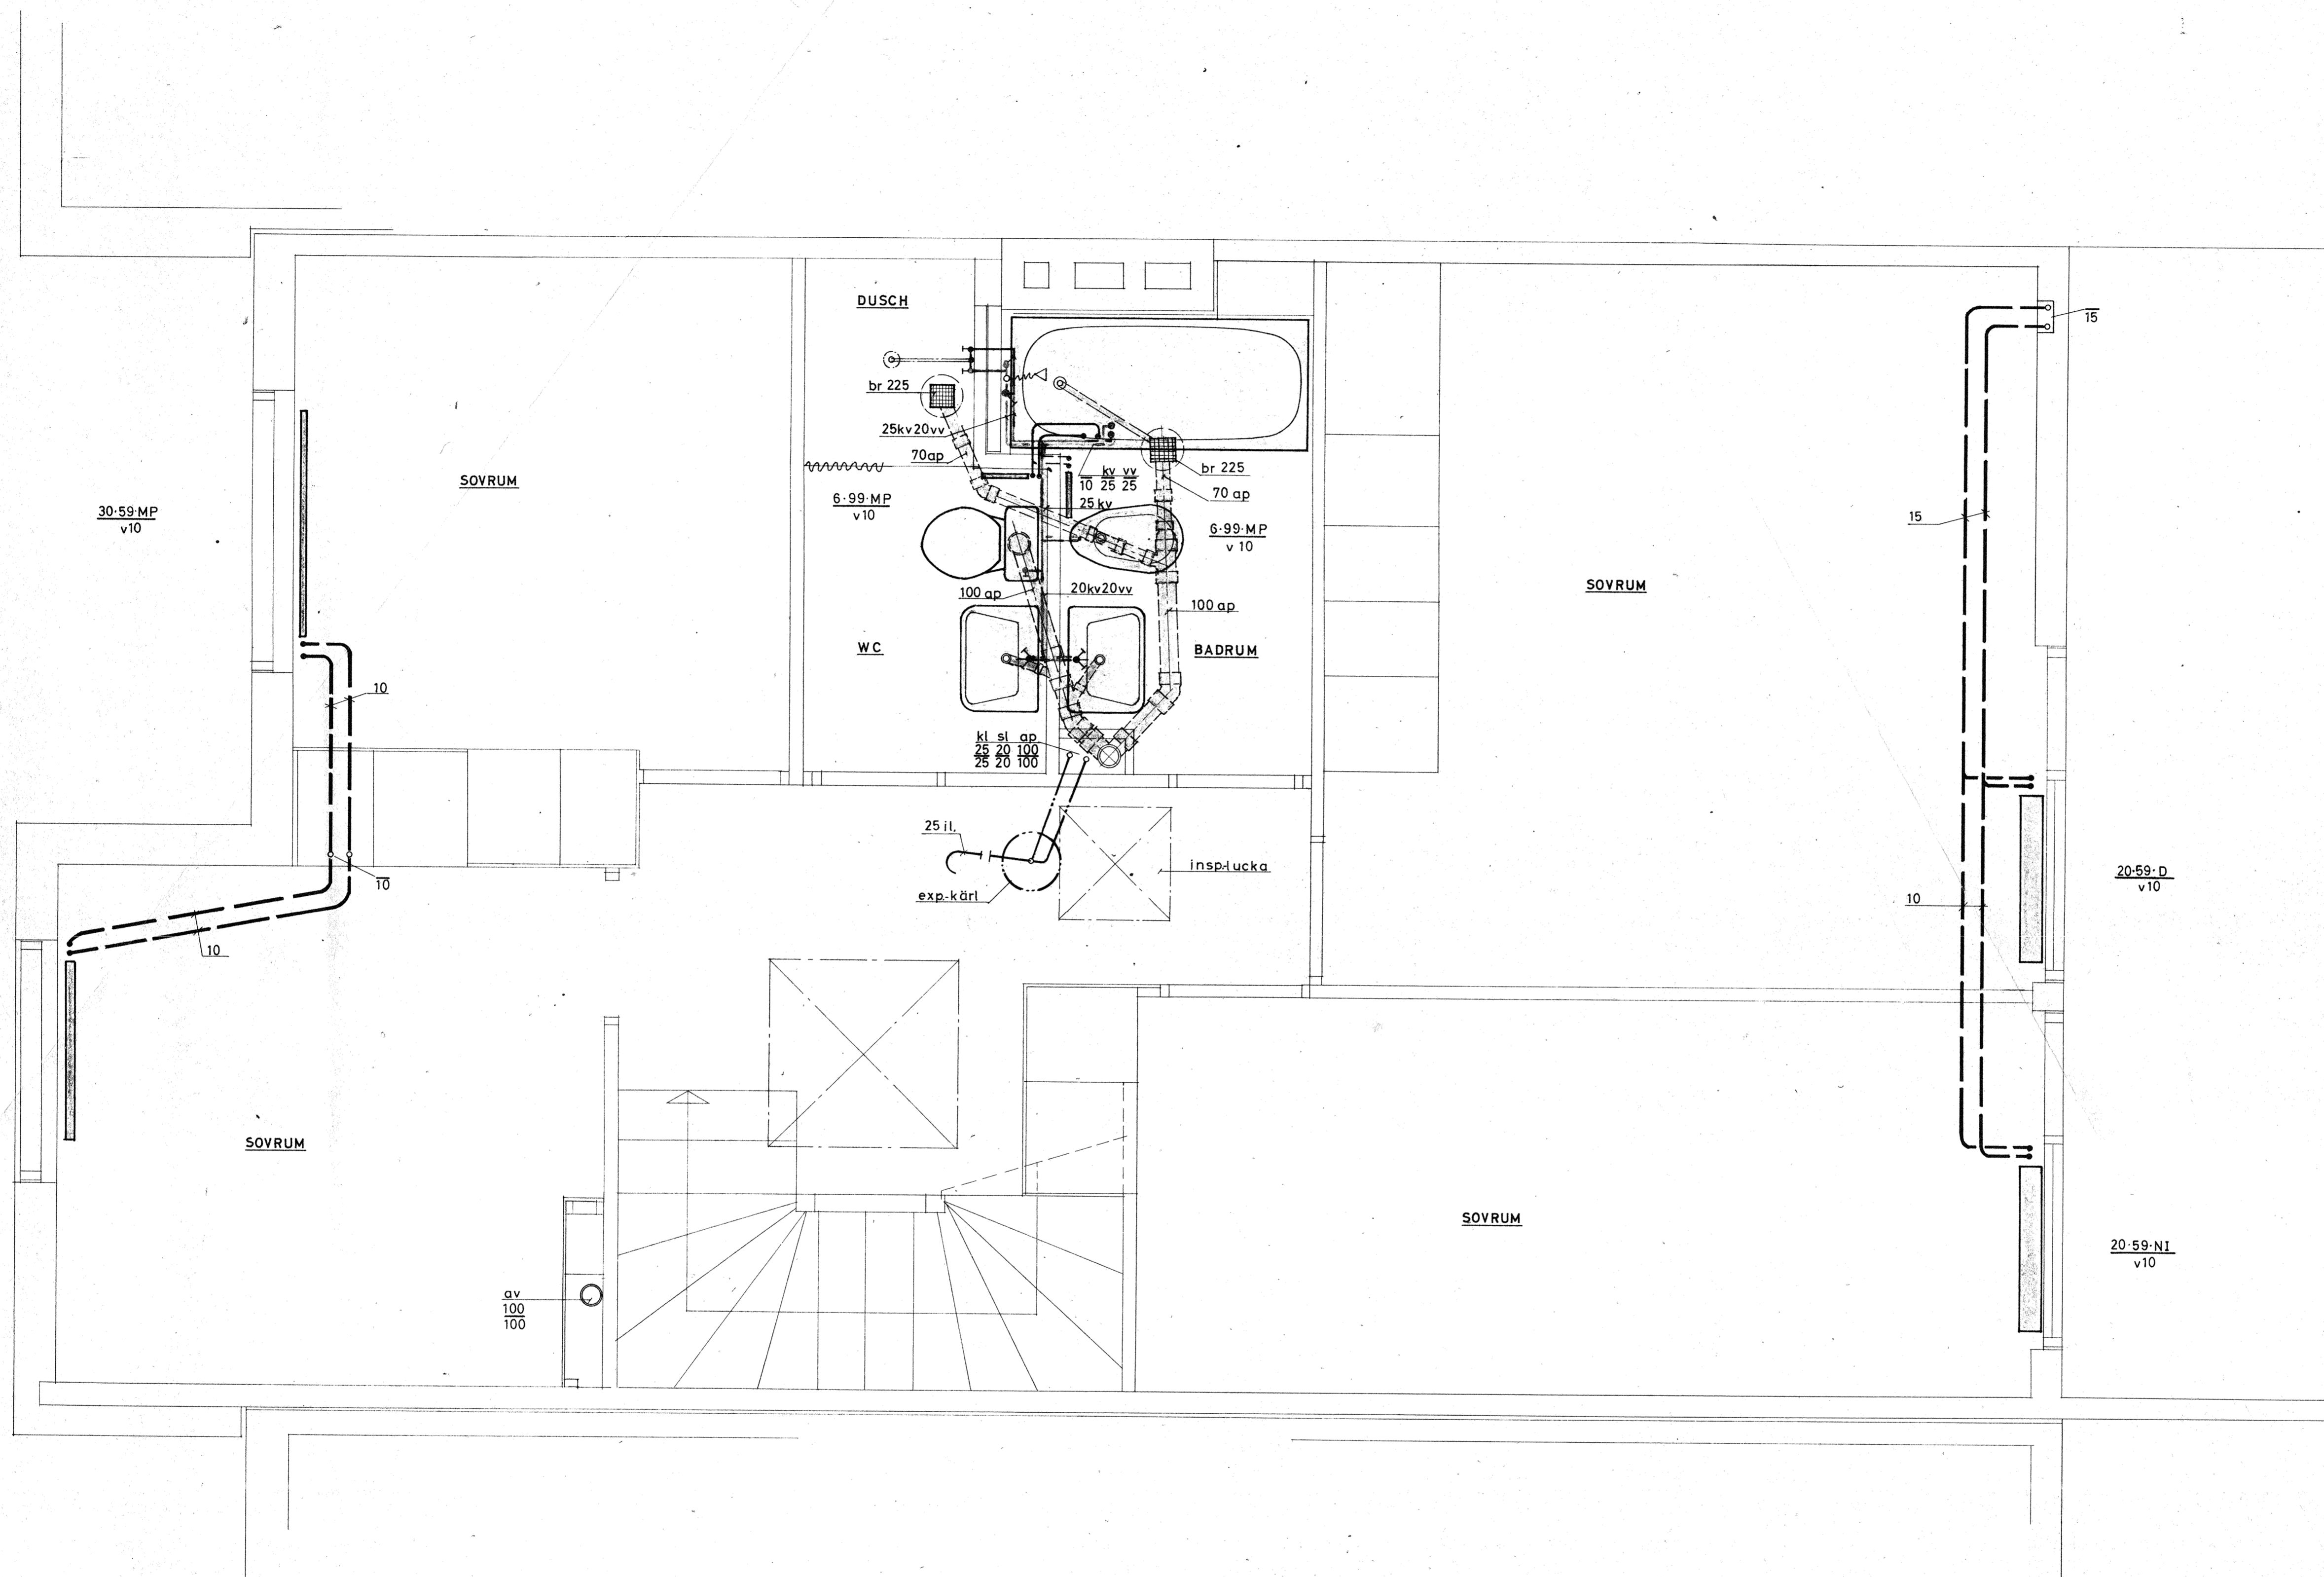 DUSCH
15
br 225
25kv20vv
70ap
SOVRUM
br 225
kv vv
10 25 25
70 ap
6·99·MP
v10
25 kv
30·59·MP
v10
15
6·99·MP
v 10
SOVRUM
100 ap
20kv20vv
100 ap
WC
BADRUM
10
kl sl ap
25 20 100
25 20 100
25 il.
insp.-lucka
20·59·D
v10
10
exp.-kärl
10
10
SOVRUM
SOVRUM
20·59·NI
v10
av
100
100